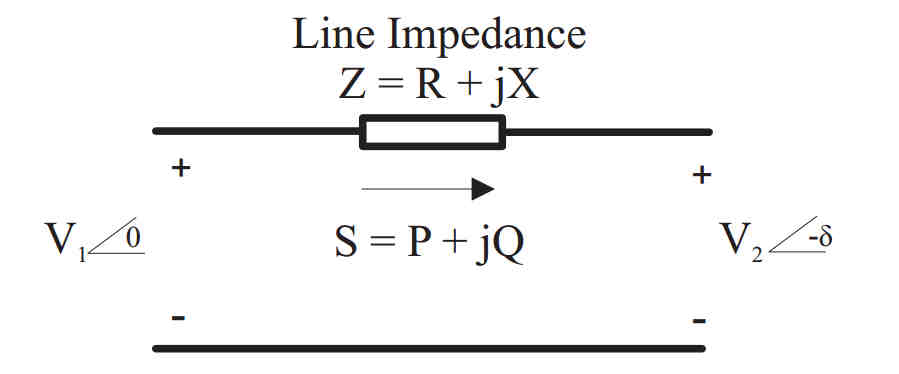 Line Impedance
Z = R + jX
+ +
V₁∠0 S = P + jQ V₂∠-δ
- -